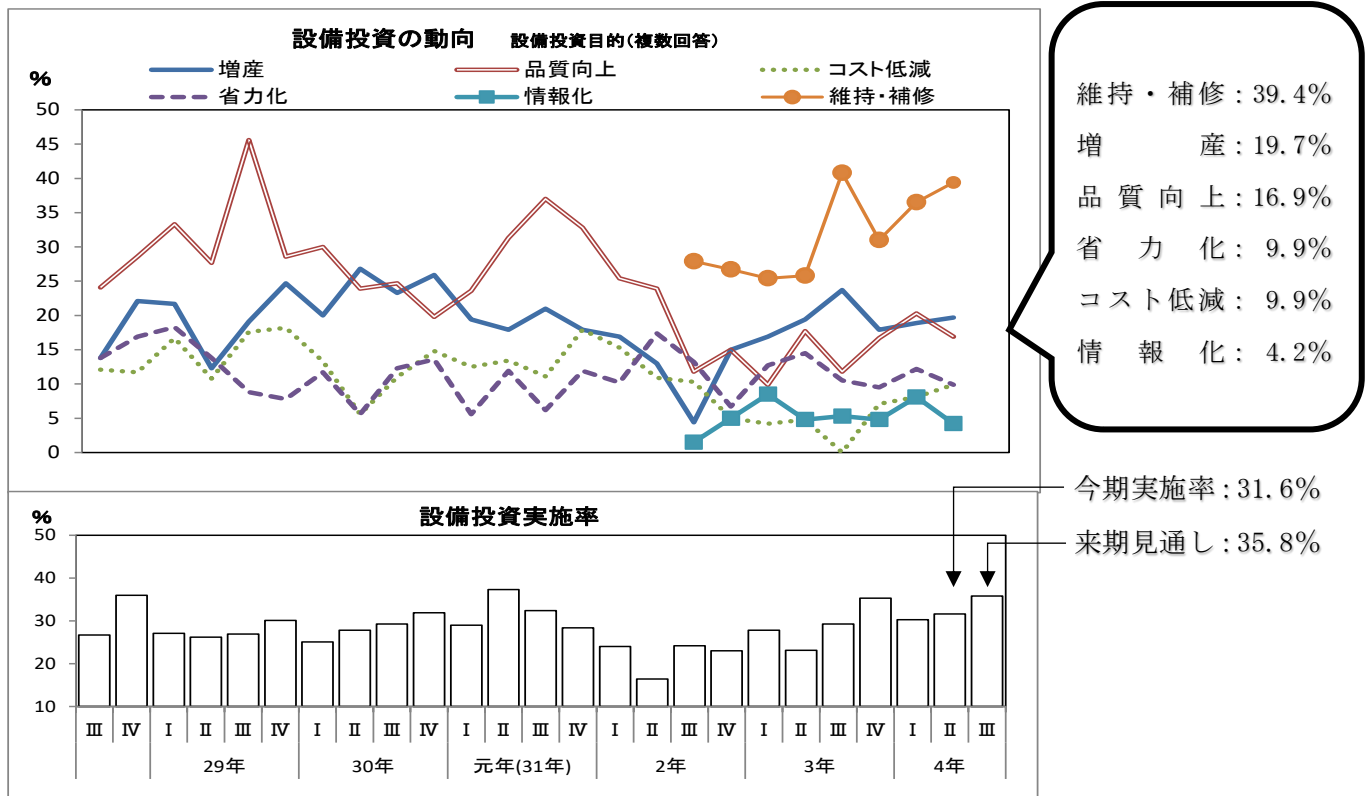 設備投資の動向 設備投資目的(複数回答)
%
増産 品質向上 コスト低減
省力化 情報化 維持・補修
50
45
40
35
30
25
20
15
10
5
0
維持・補修:39.4%
増産:19.7%
品質向上:16.9%
省力化:9.9%
コスト低減:9.9%
情報化:4.2%
設備投資実施率
%
50
40
30
20
10
今期実施率:31.6%
来期見通し:35.8%
Ⅲ Ⅳ Ⅰ Ⅱ Ⅲ Ⅳ Ⅰ Ⅱ Ⅲ Ⅳ Ⅰ Ⅱ Ⅲ Ⅳ Ⅰ Ⅱ Ⅲ Ⅳ Ⅰ Ⅱ Ⅲ Ⅳ Ⅰ Ⅱ Ⅲ
29年 30年 元年(31年) 2年 3年 4年